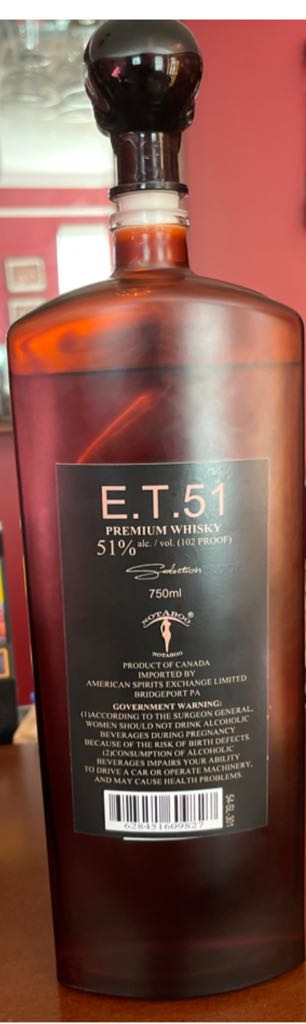 E.T.51
PREMIUM WHISKY
51% alc. / vol. (102 PROOF)
Selection
750ml
NOTABOO®
NOTABOO
PRODUCT OF CANADA
IMPORTED BY
AMERICAN SPIRITS EXCHANGE LIMITED
BRIDGEPORT PA
GOVERNMENT WARNING:
(1)ACCORDING TO THE SURGEON GENERAL,
WOMEN SHOULD NOT DRINK ALCOHOLIC
BEVERAGES DURING PREGNANCY
BECAUSE OF THE RISK OF BIRTH DEFECTS.
(2)CONSUMPTION OF ALCOHOLIC
BEVERAGES IMPAIRS YOUR ABILITY
TO DRIVE A CAR OR OPERATE MACHINERY,
AND MAY CAUSE HEALTH PROBLEMS.
628451609827